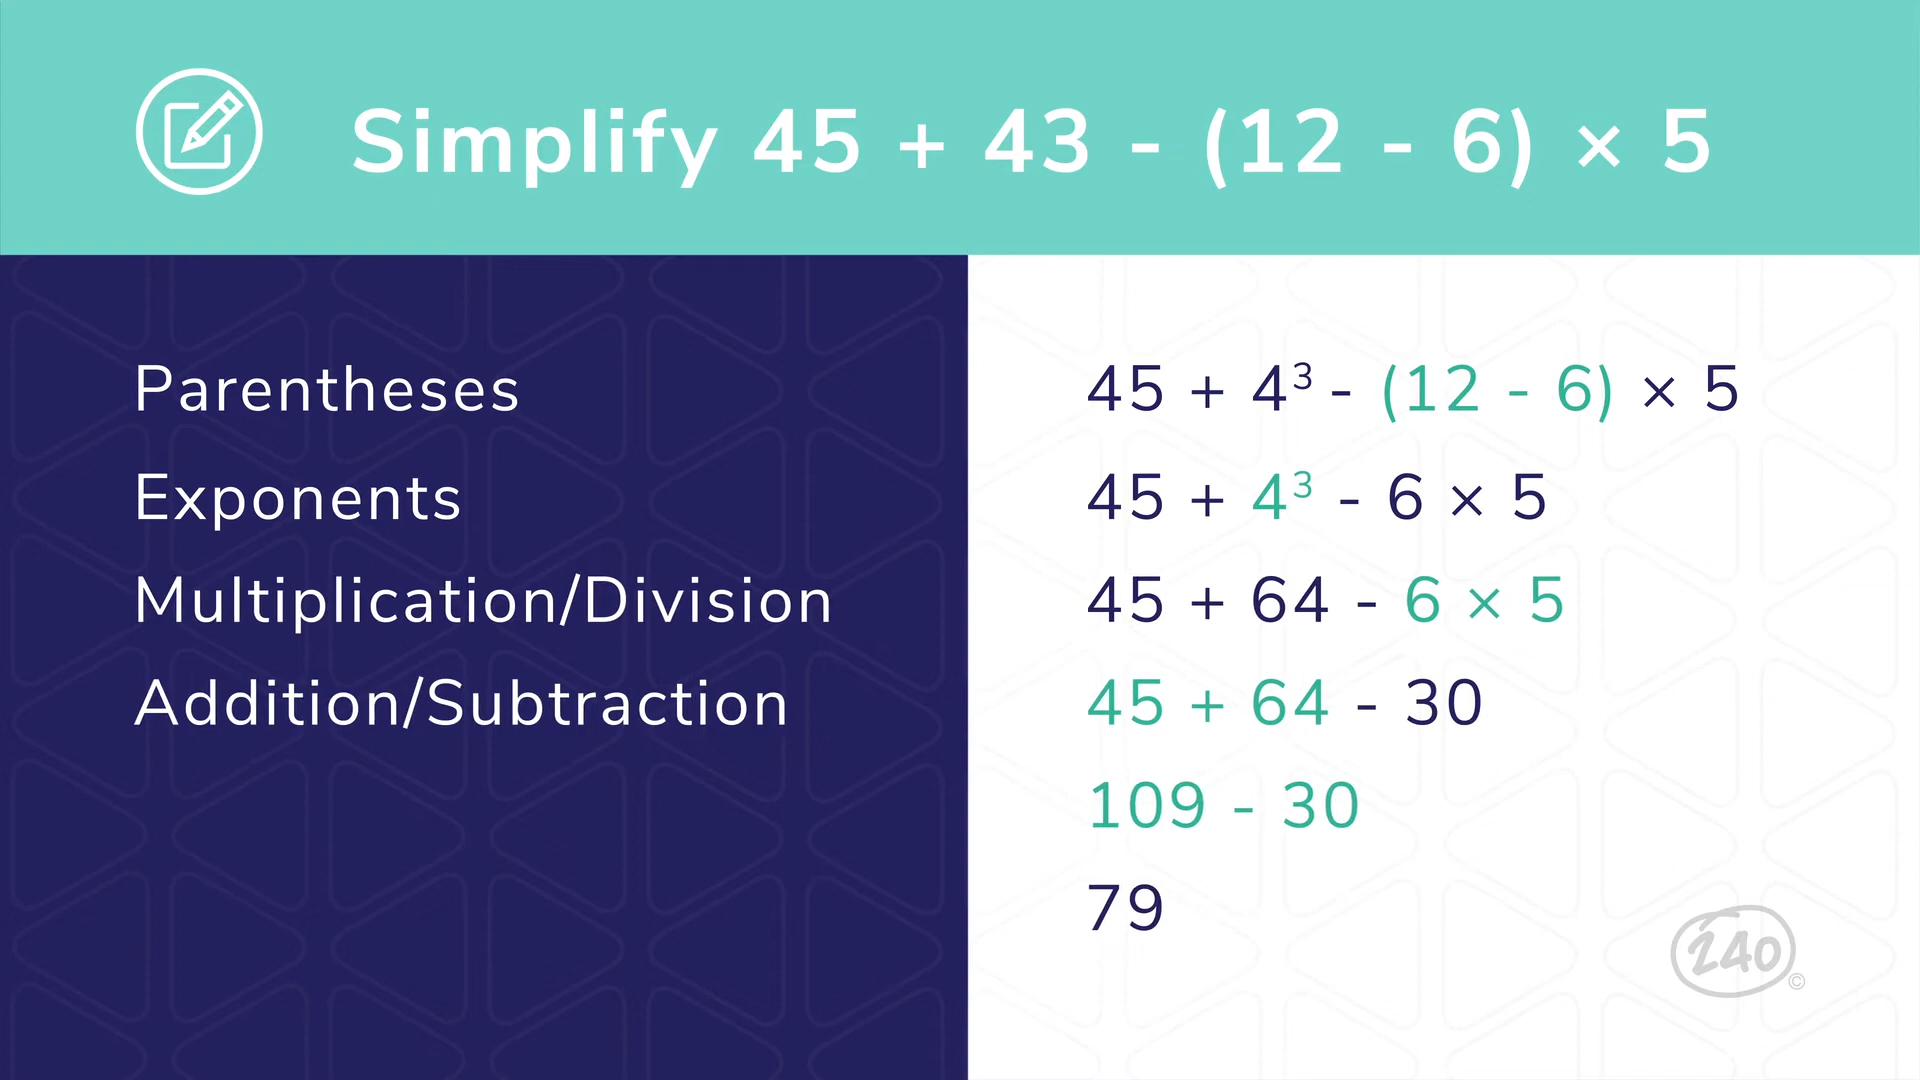 Simplify 45 + 43 - (12 - 6) × 5
Parentheses
45 + 4³ - (12 - 6) × 5
Exponents
45 + 4³ - 6 × 5
Multiplication/Division
45 + 64 - 6 × 5
Addition/Subtraction
45 + 64 - 30
109 - 30
79
240 ©